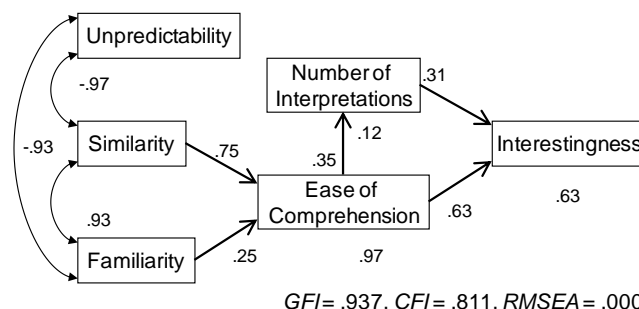 Unpredictability
-.97
Number of
Interpretations
.31
-.93
Similarity
.75
.12
.35
Interestingness
Ease of
Comprehension
.63
.63
.93
Familiarity
.25
.97
GFI= .937, CFI= .811, RMSEA= .000